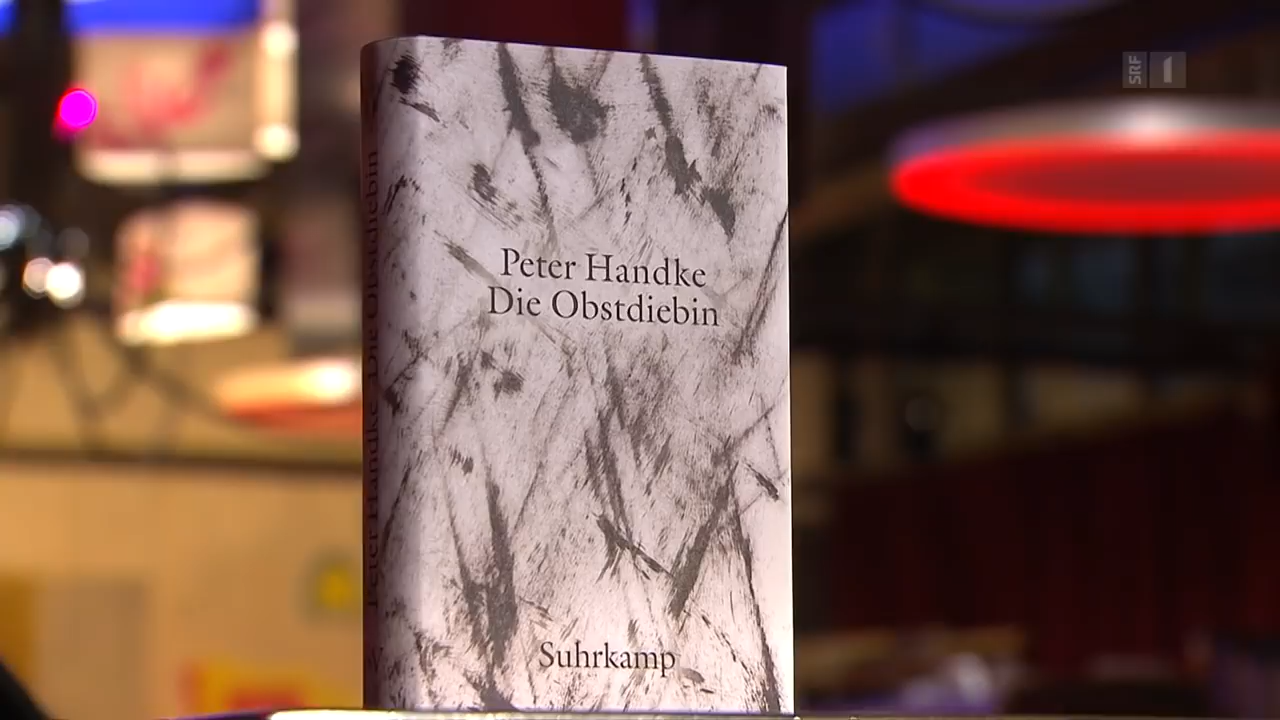 Peter Handke
Die Obstdiebin
Suhrkamp
Peter Handke Die Obstdiebin
SRF 1